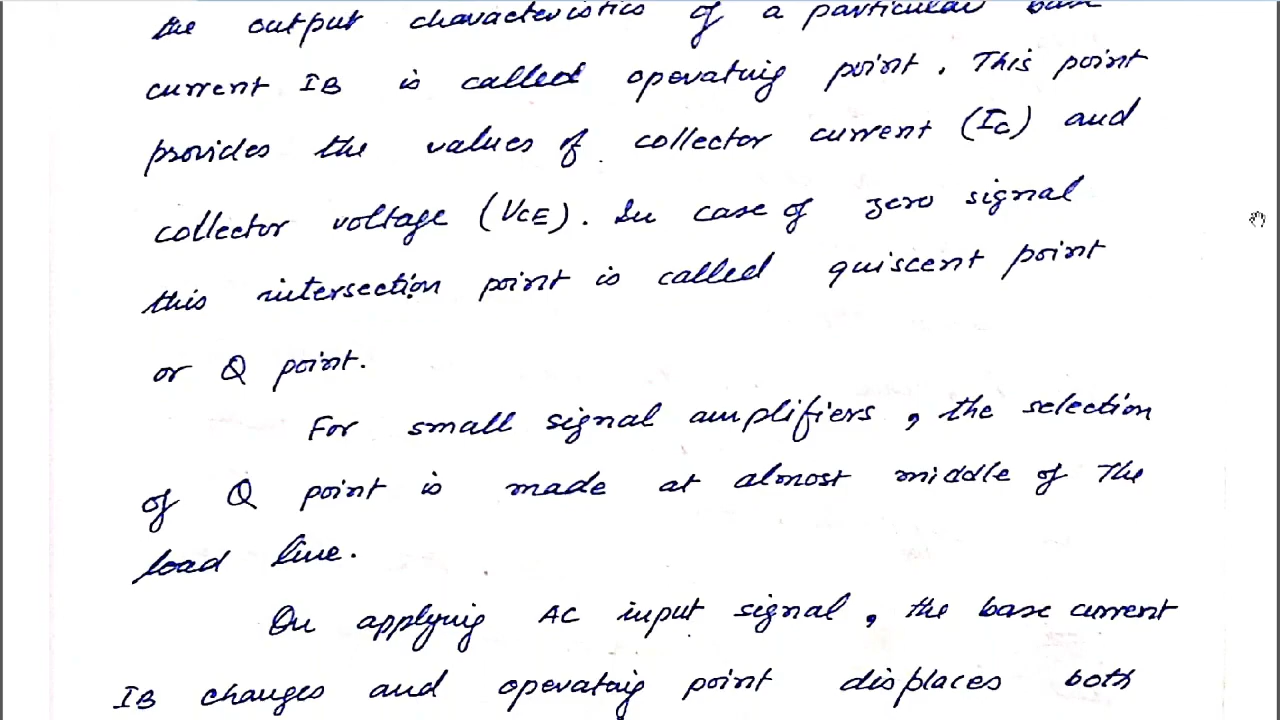 the output characteristics of a particular base
current IB is called operating point. This point
provides the values of collector current (IC) and
collector voltage (VCE). In case of zero signal
this intersection point is called quiscent point
or Q point.
For small signal amplifiers, the selection
of Q point is made at almost middle of the
load line.
On applying AC input signal, the base current
IB changes and operating point displaces both